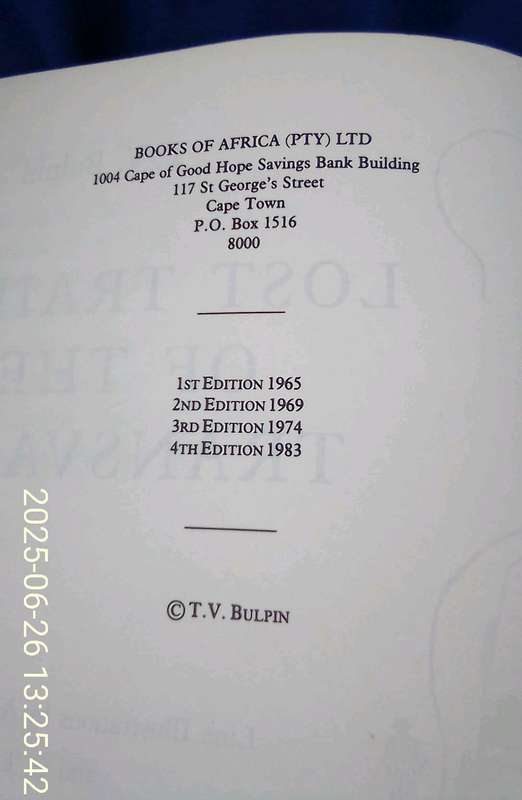 BOOKS OF AFRICA (PTY) LTD
1004 Cape of Good Hope Savings Bank Building
117 St George's Street
Cape Town
P.O. Box 1516
8000
1ST EDITION 1965
2ND EDITION 1969
3RD EDITION 1974
4TH EDITION 1983
© T.V. BULPIN
2025-06-26 13:25:42